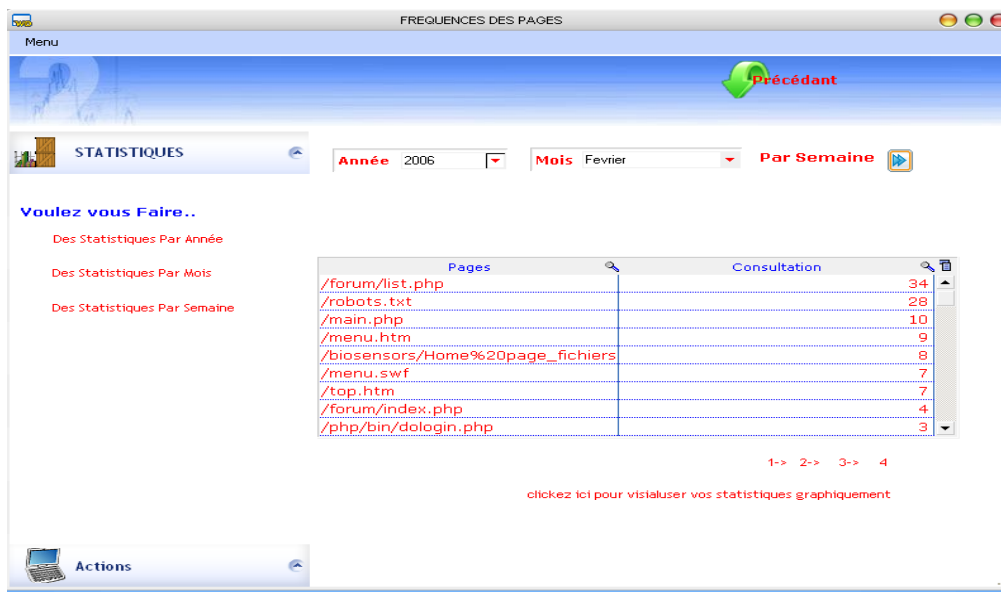 FREQUENCES DES PAGES
Menu
Précédant
STATISTIQUES
Année 2006 Mois Fevrier Par Semaine
Voulez vous Faire..
Des Statistiques Par Année
Des Statistiques Par Mois
Des Statistiques Par Semaine
Pages Consultation
/forum/list.php 34
/robots.txt 28
/main.php 10
/menu.htm 9
/biosensors/Home%20page_fichiers 8
/menu.swf 7
/top.htm 7
/forum/index.php 4
/php/bin/dologin.php 3
1-> 2-> 3-> 4
clickez ici pour visialuser vos statistiques graphiquement
Actions